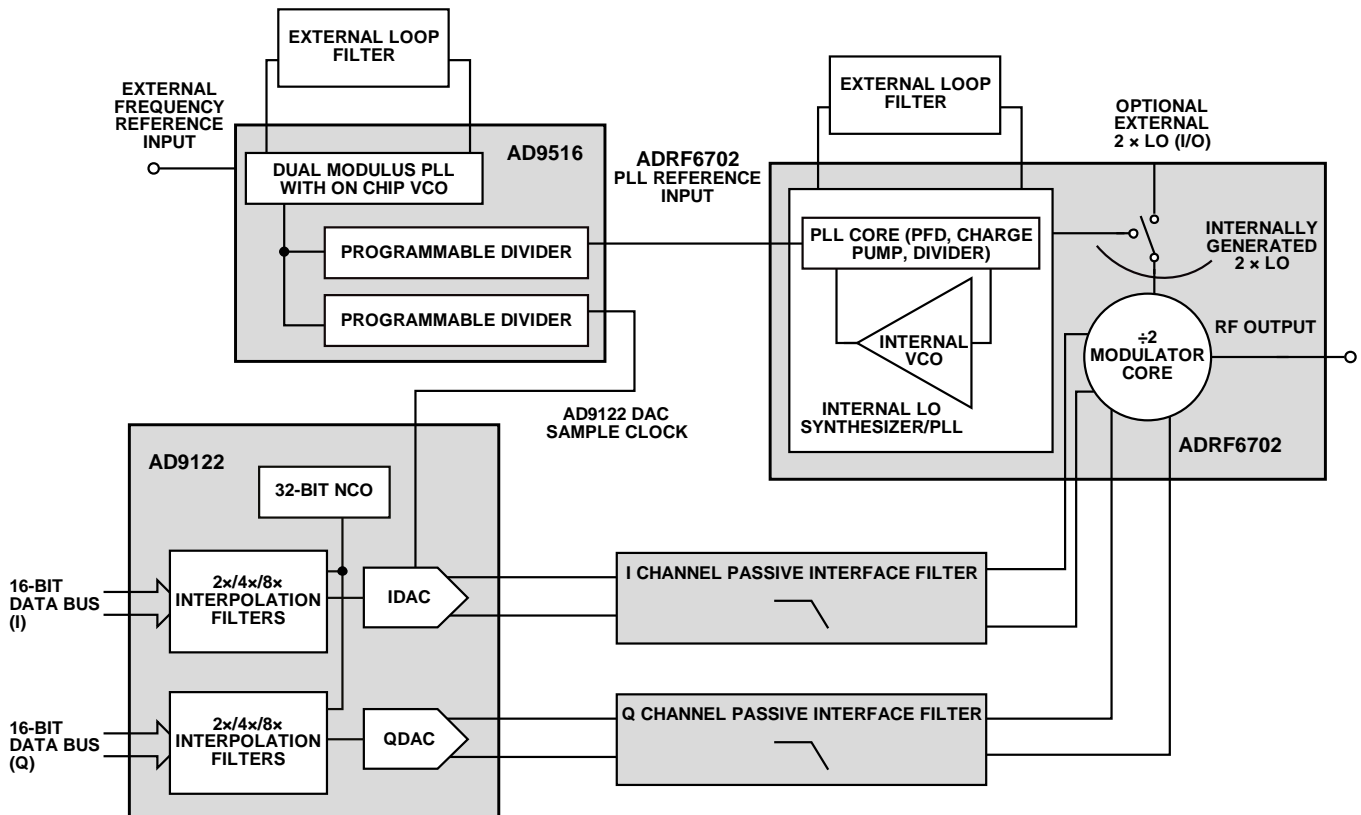 EXTERNAL LOOP
FILTER
EXTERNAL
FREQUENCY
REFERENCE
INPUT
AD9516
DUAL MODULUS PLL
WITH ON CHIP VCO
PROGRAMMABLE DIVIDER
PROGRAMMABLE DIVIDER
ADRF6702
PLL REFERENCE
INPUT
EXTERNAL LOOP
FILTER
OPTIONAL
EXTERNAL
2 × LO (I/O)
PLL CORE (PFD, CHARGE
PUMP, DIVIDER)
INTERNALLY
GENERATED
2 × LO
INTERNAL
VCO
INTERNAL LO
SYNTHESIZER/PLL
÷2
MODULATOR
CORE
RF OUTPUT
ADRF6702
AD9122 DAC
SAMPLE CLOCK
AD9122
32-BIT NCO
16-BIT
DATA BUS
(I)
2×/4×/8×
INTERPOLATION
FILTERS
IDAC
I CHANNEL PASSIVE INTERFACE FILTER
16-BIT
DATA BUS
(Q)
2×/4×/8×
INTERPOLATION
FILTERS
QDAC
Q CHANNEL PASSIVE INTERFACE FILTER